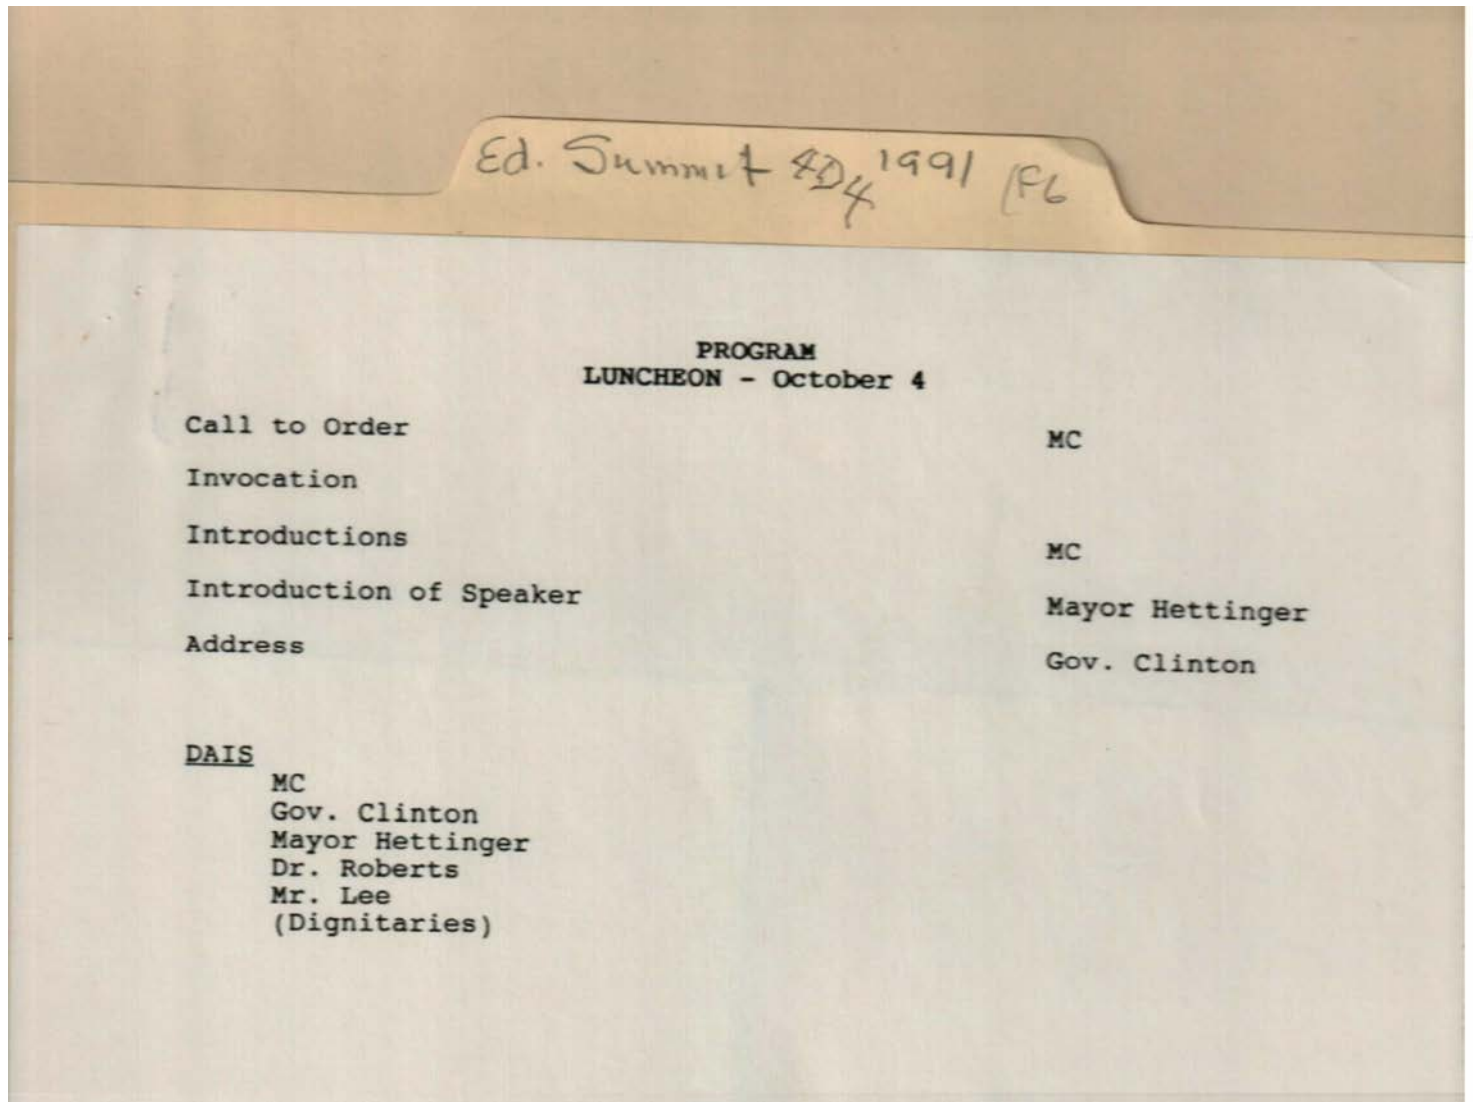 Ed. Summit 4D4 1991 (F6
PROGRAM
LUNCHEON - October 4
Call to Order MC
Invocation
Introductions MC
Introduction of Speaker Mayor Hettinger
Address Gov. Clinton
DAIS
MC
Gov. Clinton
Mayor Hettinger
Dr. Roberts
Mr. Lee
(Dignitaries)